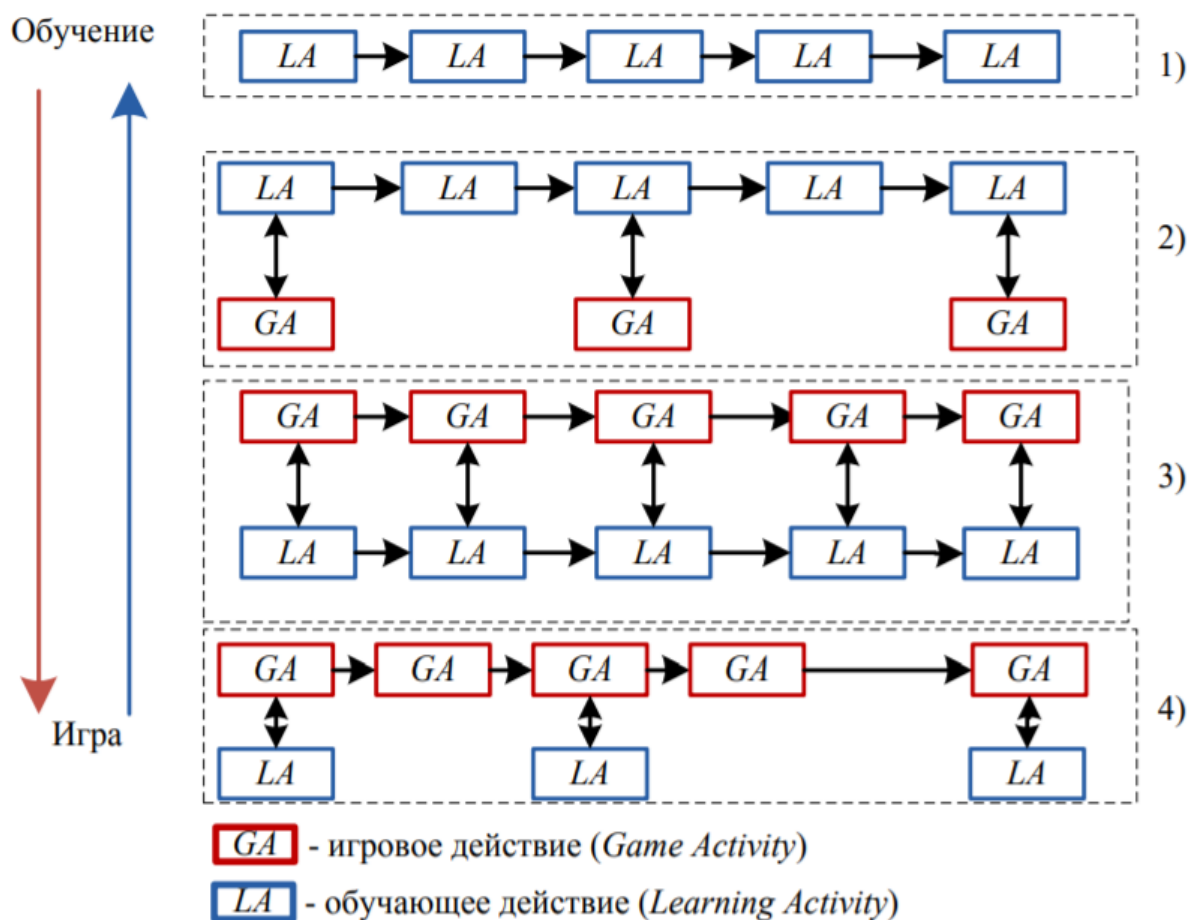 Обучение
LA LA LA LA LA
1)
LA LA LA LA LA
2)
GA GA GA
GA GA GA GA GA
3)
LA LA LA LA LA
GA GA GA GA GA
4)
Игра
LA LA LA
GA - игровое действие (Game Activity)
LA - обучающее действие (Learning Activity)